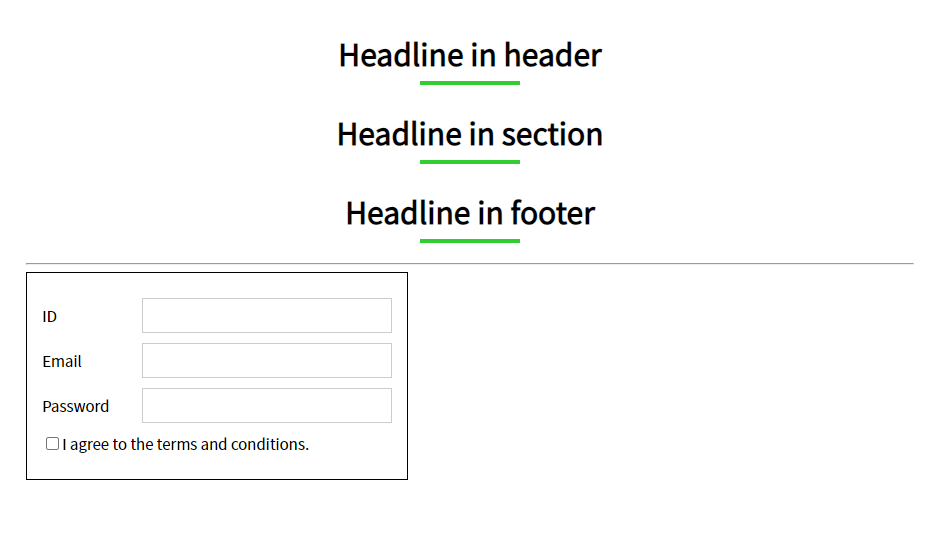 Headline in header
Headline in section
Headline in footer
ID
Email
Password
I agree to the terms and conditions.